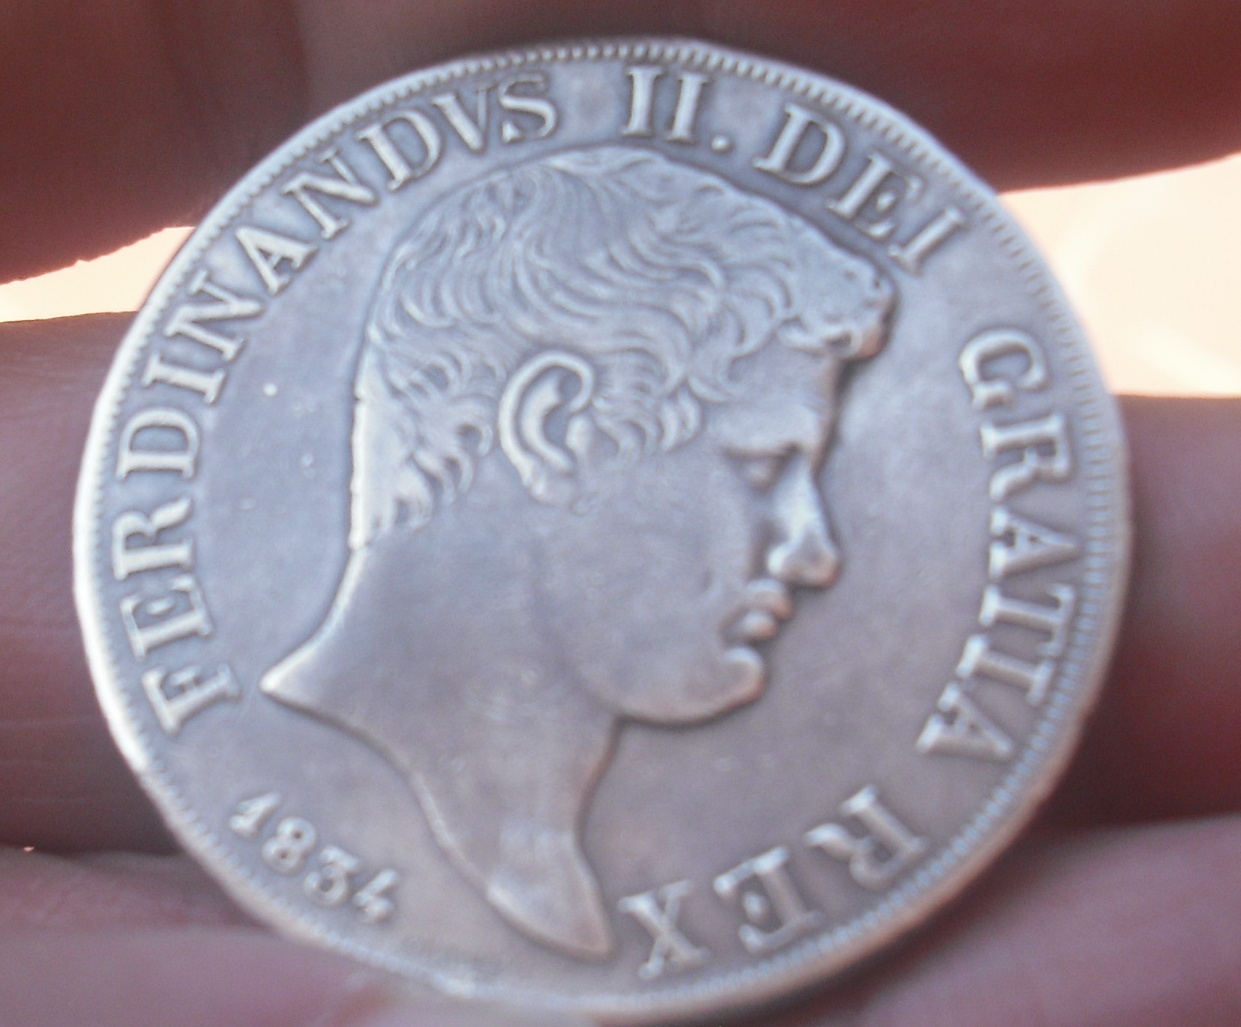 FERDINANDVS II. DEI GRATIA REX
1834